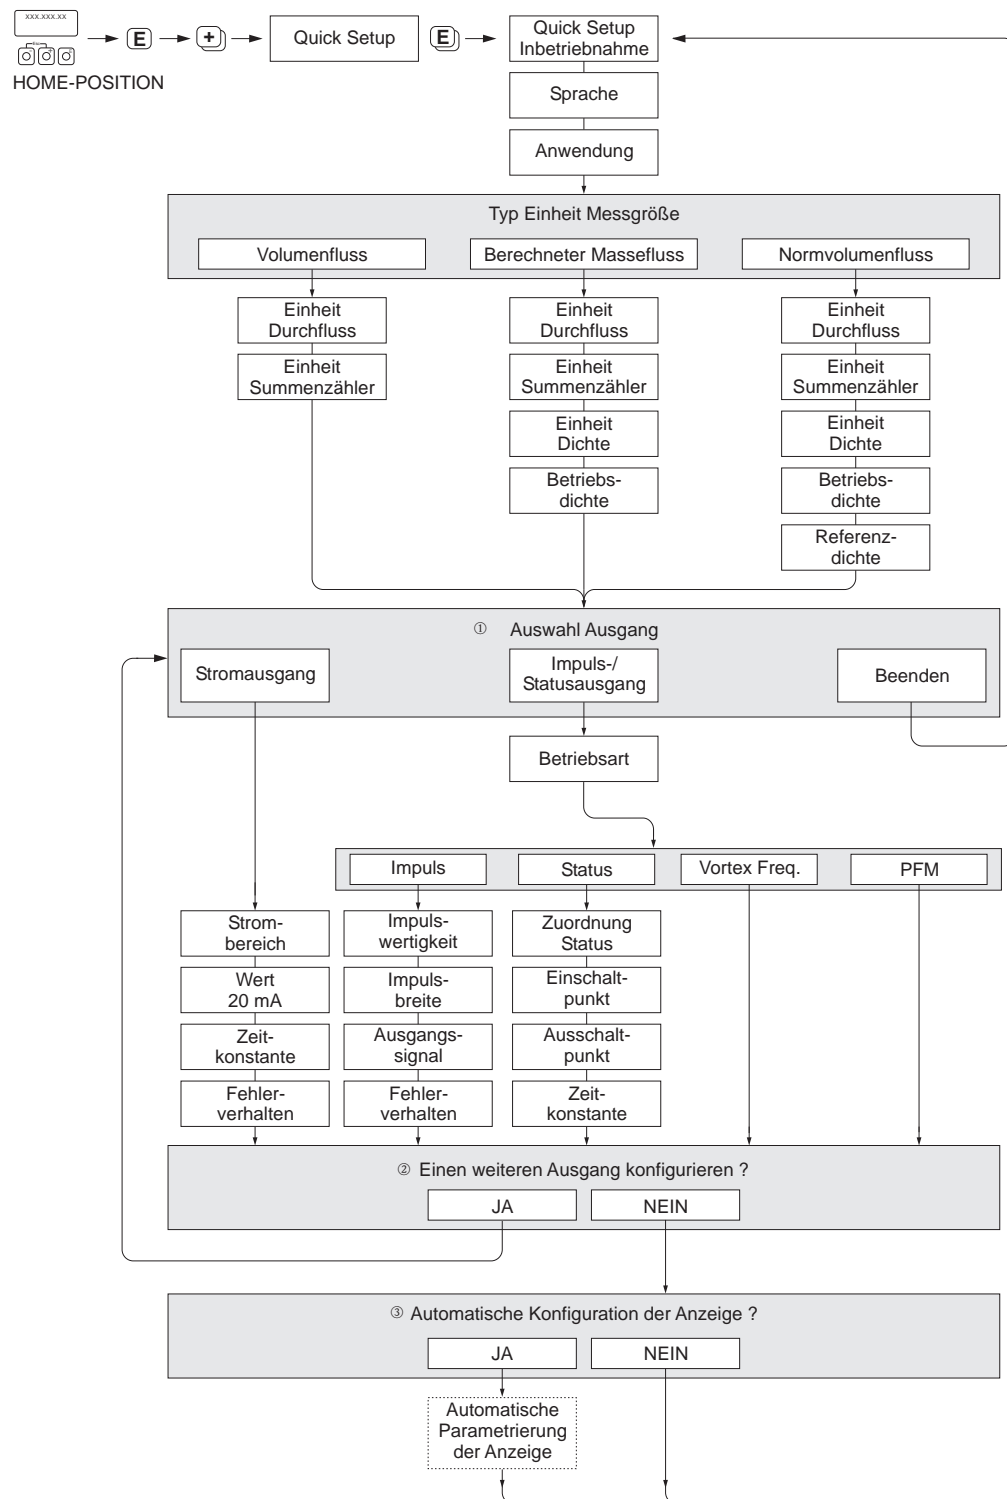 xxx.xxx.xx
Esc
E
+
Quick Setup
E
Quick Setup
Inbetriebnahme
HOME-POSITION
Sprache
Anwendung
Typ Einheit Messgröße
Volumenfluss
Berechneter Massefluss
Normvolumenfluss
Einheit
Durchfluss
Einheit
Durchfluss
Einheit
Durchfluss
Einheit
Summenzähler
Einheit
Summenzähler
Einheit
Summenzähler
Einheit
Dichte
Einheit
Dichte
Betriebs-
dichte
Betriebs-
dichte
Referenz-
dichte
① Auswahl Ausgang
Stromausgang
Impuls-/
Statusausgang
Beenden
Betriebsart
Impuls
Status
Vortex Freq.
PFM
Strom-
bereich
Impuls-
wertigkeit
Zuordnung
Status
Wert
20 mA
Impuls-
breite
Einschalt-
punkt
Zeit-
konstante
Ausgangs-
signal
Ausschalt-
punkt
Fehler-
verhalten
Fehler-
verhalten
Zeit-
konstante
② Einen weiteren Ausgang konfigurieren ?
JA
NEIN
③ Automatische Konfiguration der Anzeige ?
JA
NEIN
Automatische
Parametrierung
der Anzeige